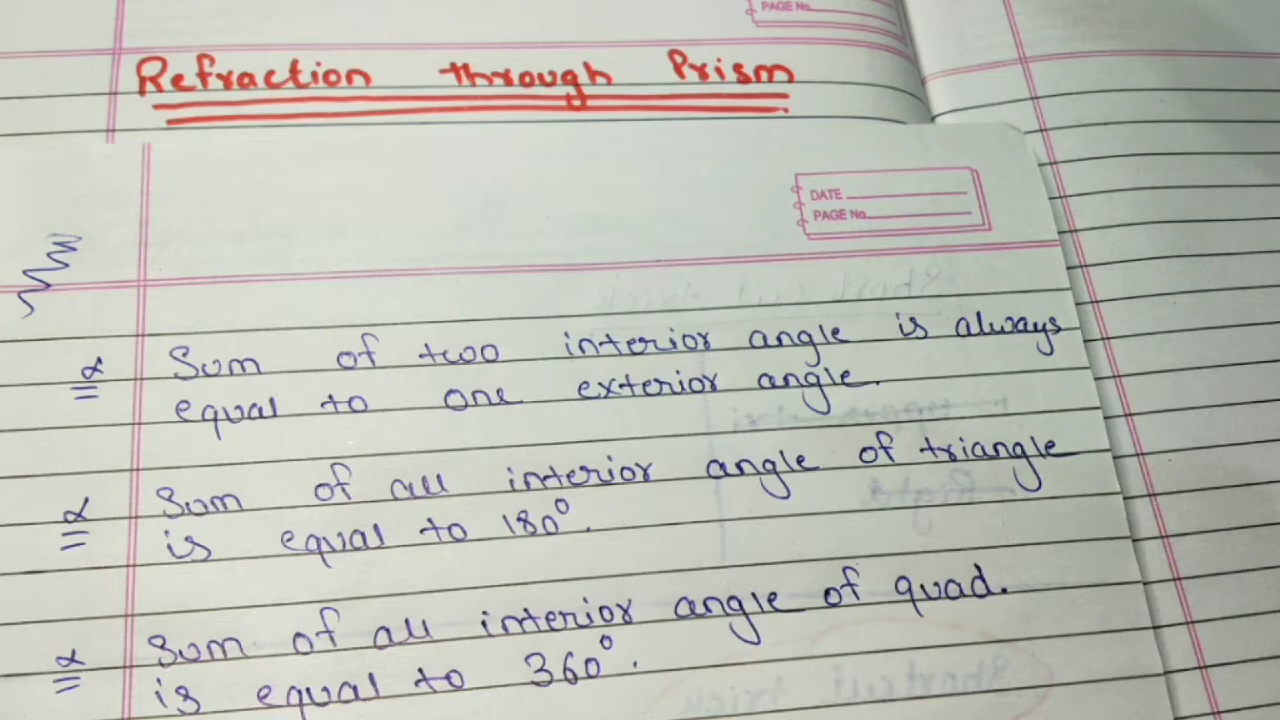 PAGE No.
Refraction through Prism
DATE
PAGE No.
α Sum of two interior angle is always
equal to one exterior angle.
α Sum of all interior angle of triangle
is equal to 180°.
α Sum of all interior angle of quad.
is equal to 360°.